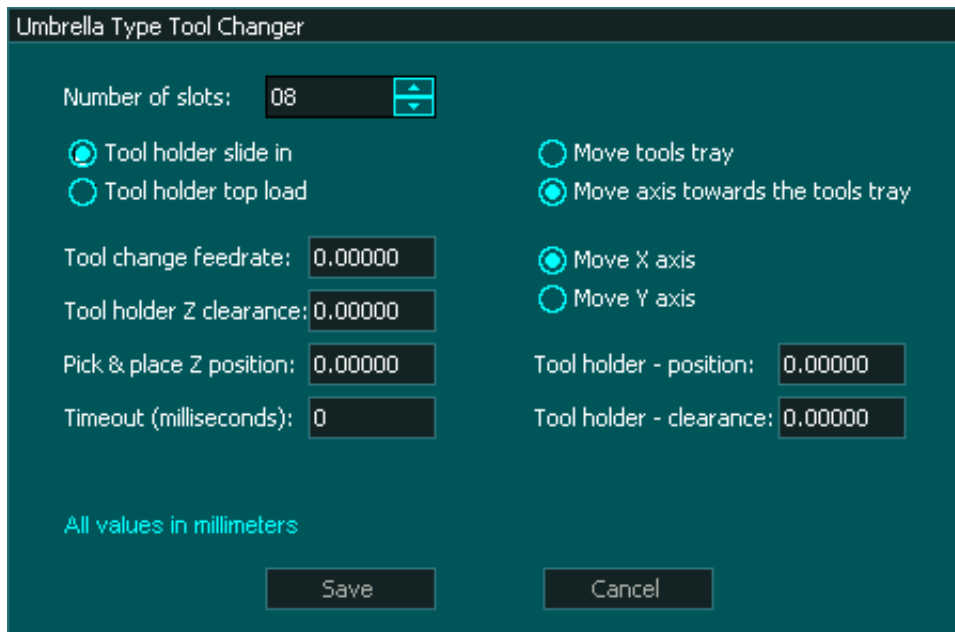 Umbrella Type Tool Changer
Number of slots: 08
Tool holder slide in
Tool holder top load
Move tools tray
Move axis towards the tools tray
Tool change feedrate: 0.00000
Tool holder Z clearance: 0.00000
Pick & place Z position: 0.00000
Timeout (milliseconds): 0
Move X axis
Move Y axis
Tool holder - position: 0.00000
Tool holder - clearance: 0.00000
All values in millimeters
Save
Cancel